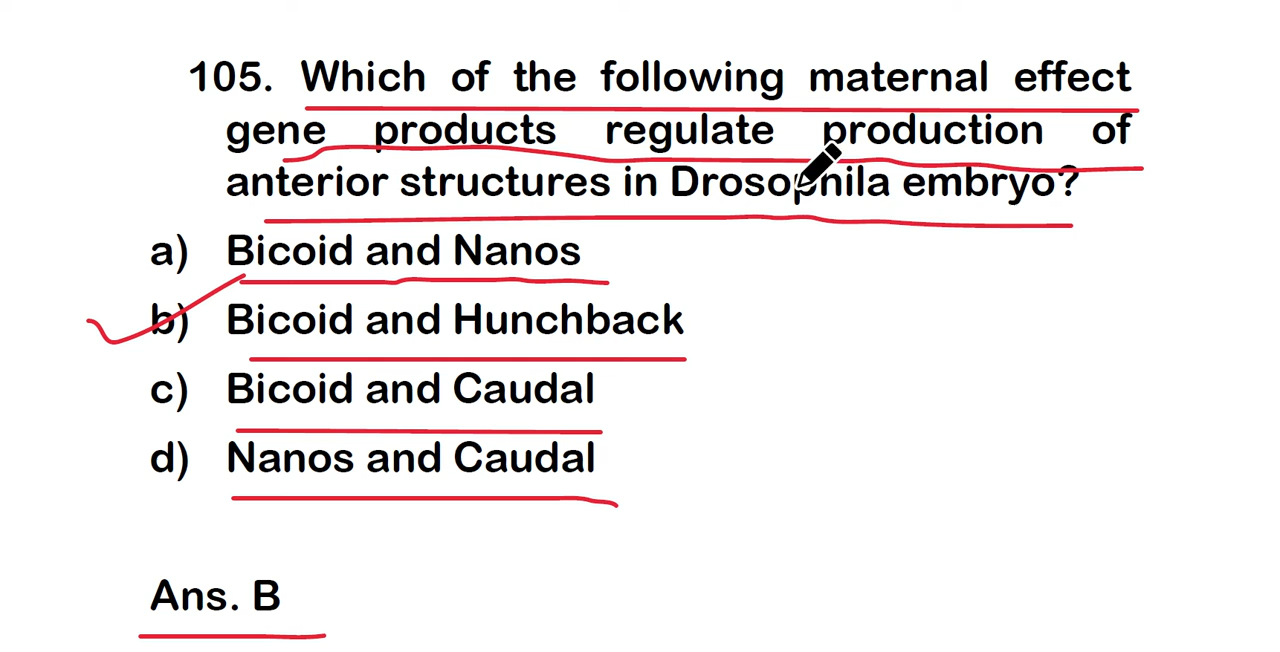 105. Which of the following maternal effect
gene products regulate production of
anterior structures in Drosophila embryo?
a) Bicoid and Nanos
b) Bicoid and Hunchback
c) Bicoid and Caudal
d) Nanos and Caudal
Ans. B